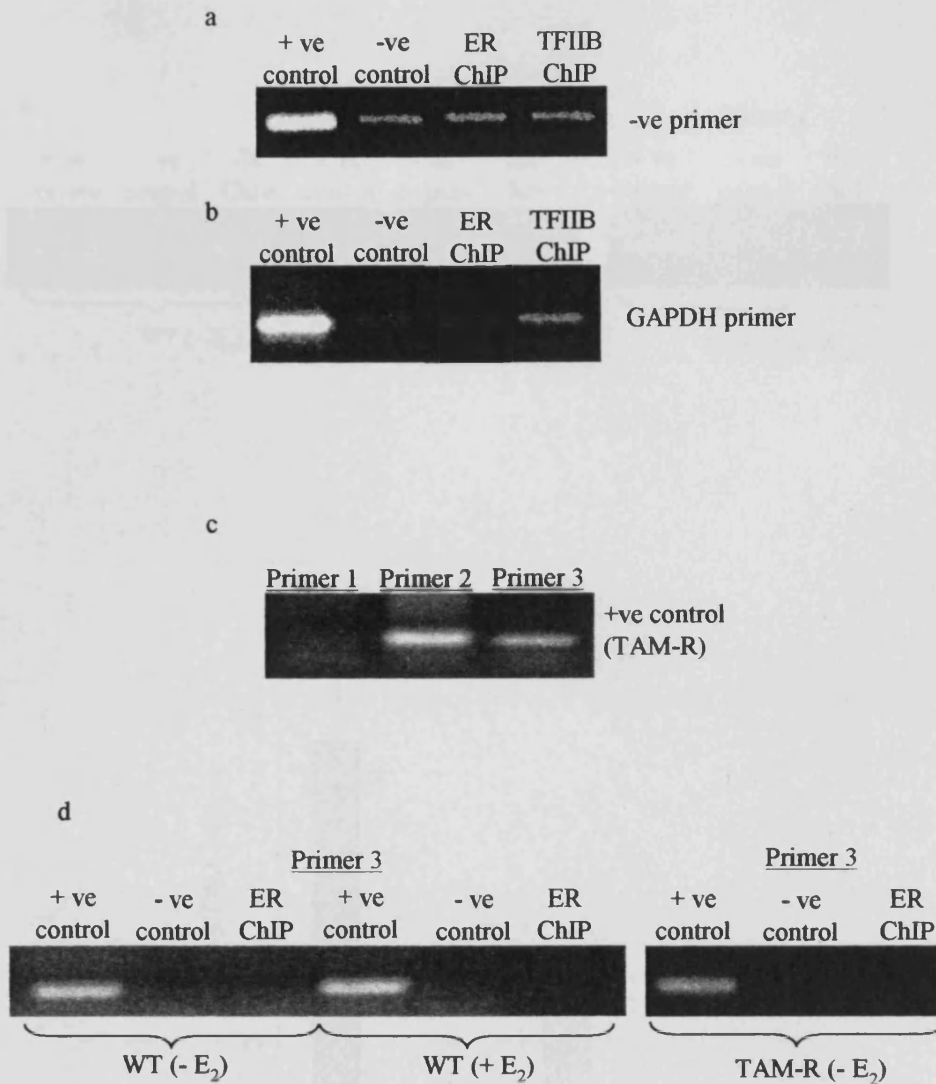 a
+ ve -ve ER TFIIB
control control ChIP ChIP
-ve primer
b
+ ve -ve ER TFIIB
control control ChIP ChIP
GAPDH primer
c
Primer 1 Primer 2 Primer 3
+ve control
(TAM-R)
d
Primer 3 Primer 3
+ ve - ve ER + ve - ve ER + ve - ve ER
control control ChIP control control ChIP control control ChIP
WT (- E₂) WT (+ E₂) TAM-R (- E₂)